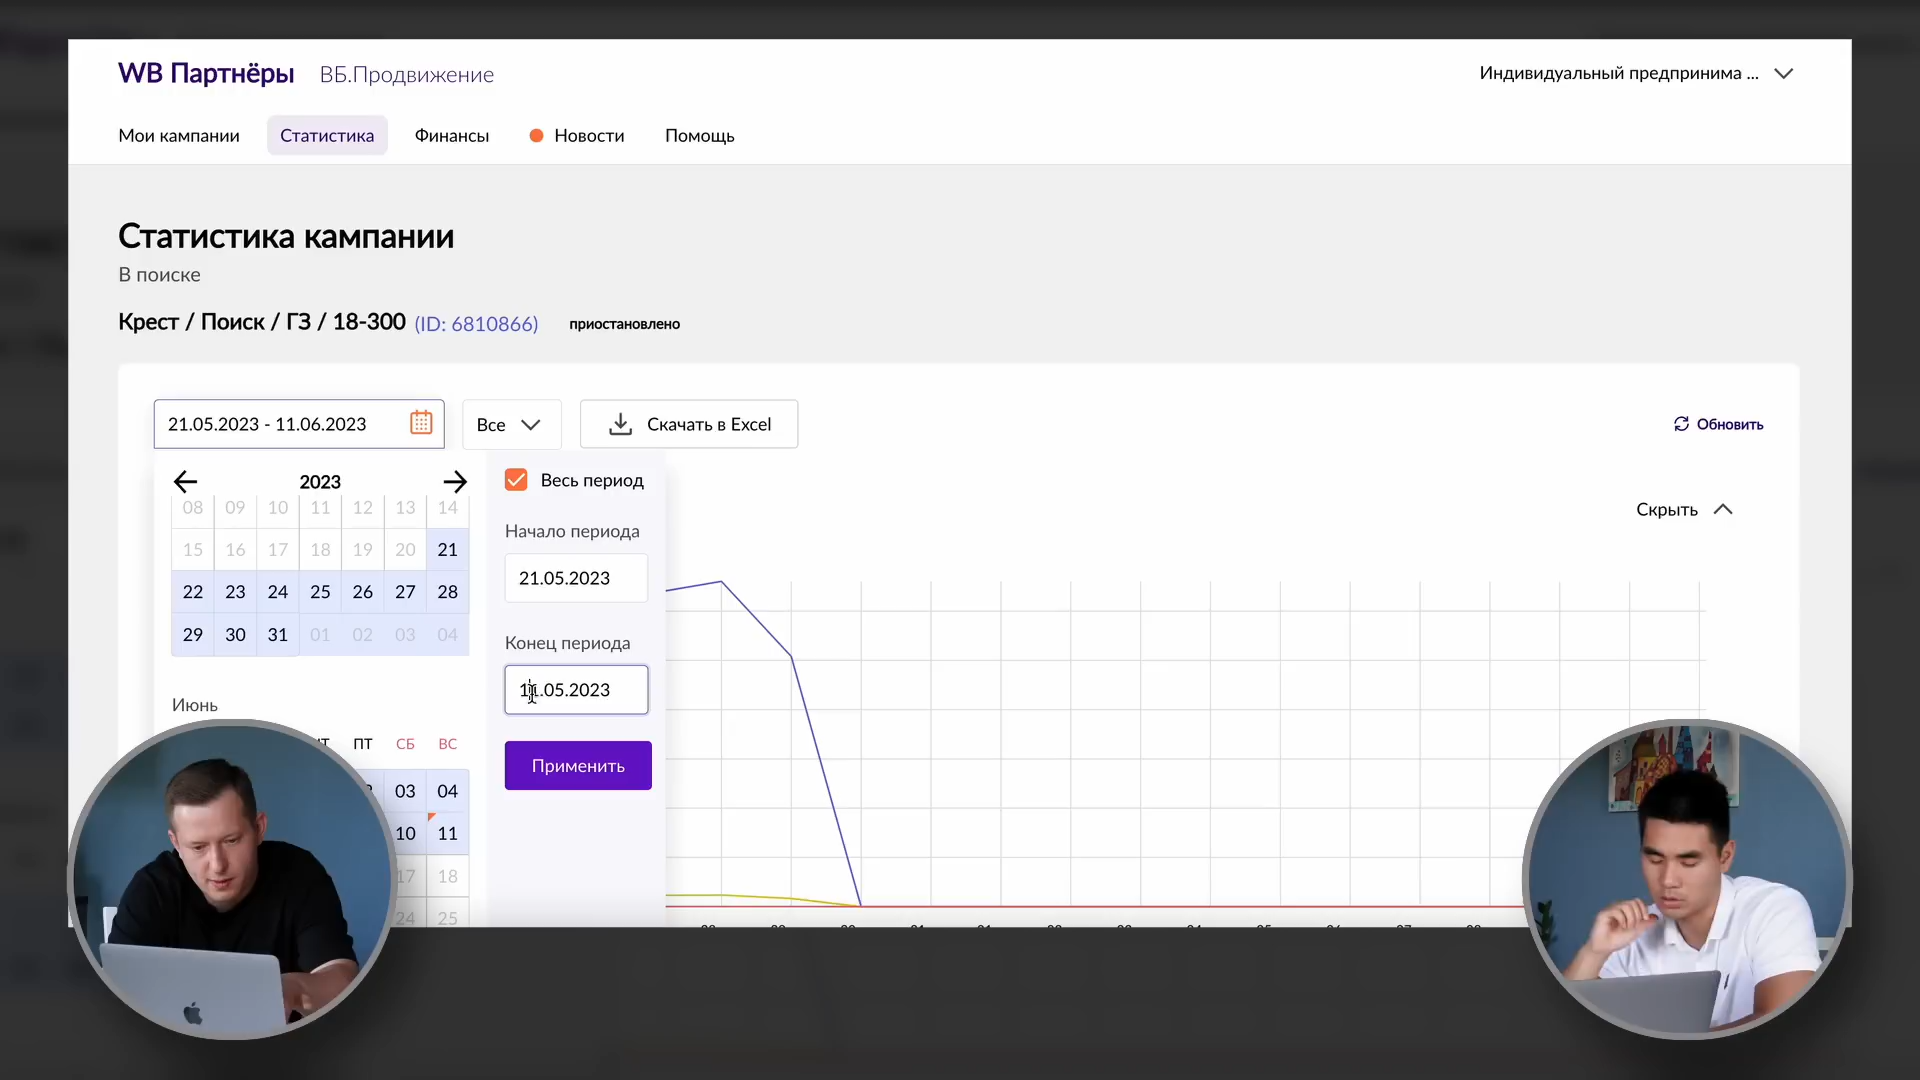 WB Партнёры ВБ.Продвижение
Индивидуальный предпринима ...
Мои кампании Статистика Финансы Новости Помощь
Статистика кампании
В поиске
Крест / Поиск / ГЗ / 18-300 (ID: 6810866) приостановлено
21.05.2023 - 11.06.2023 Все Скачать в Excel Обновить
2023 Весь период
08 09 10 11 12 13 14
Скрыть
Начало периода
15 16 17 18 19 20 21
21.05.2023
22 23 24 25 26 27 28
29 30 31 01 02 03 04
Конец периода
.05.2023
Июнь
ПТ СБ ВС
Применить
03 04
10 11
17 18
24 25